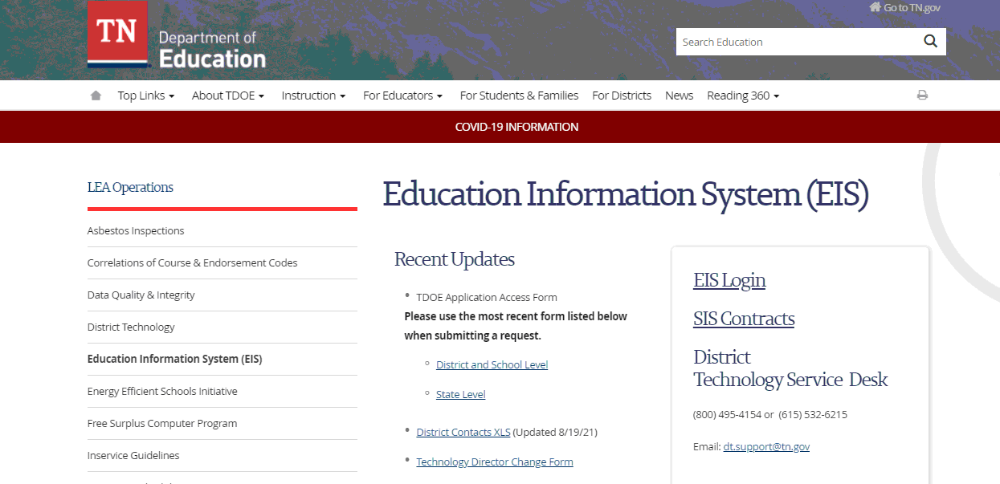 Go to TN.gov
TN
Department of
Education
Search Education
Top Links
About TDOE
Instruction
For Educators
For Students & Families
For Districts
News
Reading 360
COVID-19 INFORMATION
LEA Operations
Asbestos Inspections
Correlations of Course & Endorsement Codes
Data Quality & Integrity
District Technology
Education Information System (EIS)
Energy Efficient Schools Initiative
Free Surplus Computer Program
Inservice Guidelines
Education Information System (EIS)
Recent Updates
TDOE Application Access Form
Please use the most recent form listed below
when submitting a request.
District and School Level
State Level
District Contacts XLS (Updated 8/19/21)
Technology Director Change Form
EIS Login
SIS Contracts
District
Technology Service Desk
(800) 495-4154 or (615) 532-6215
Email: dt.support@tn.gov